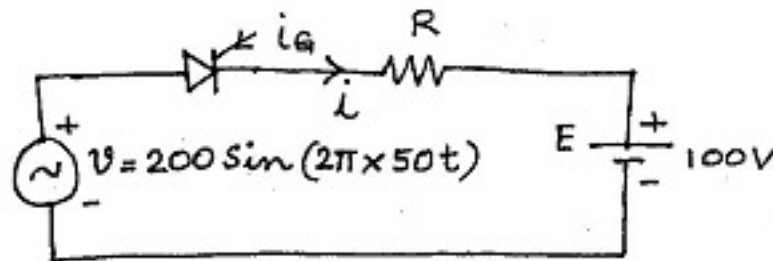 R
iG
i
+
+
E
v = 200 Sin (2π × 50t)
100V
~
-
-